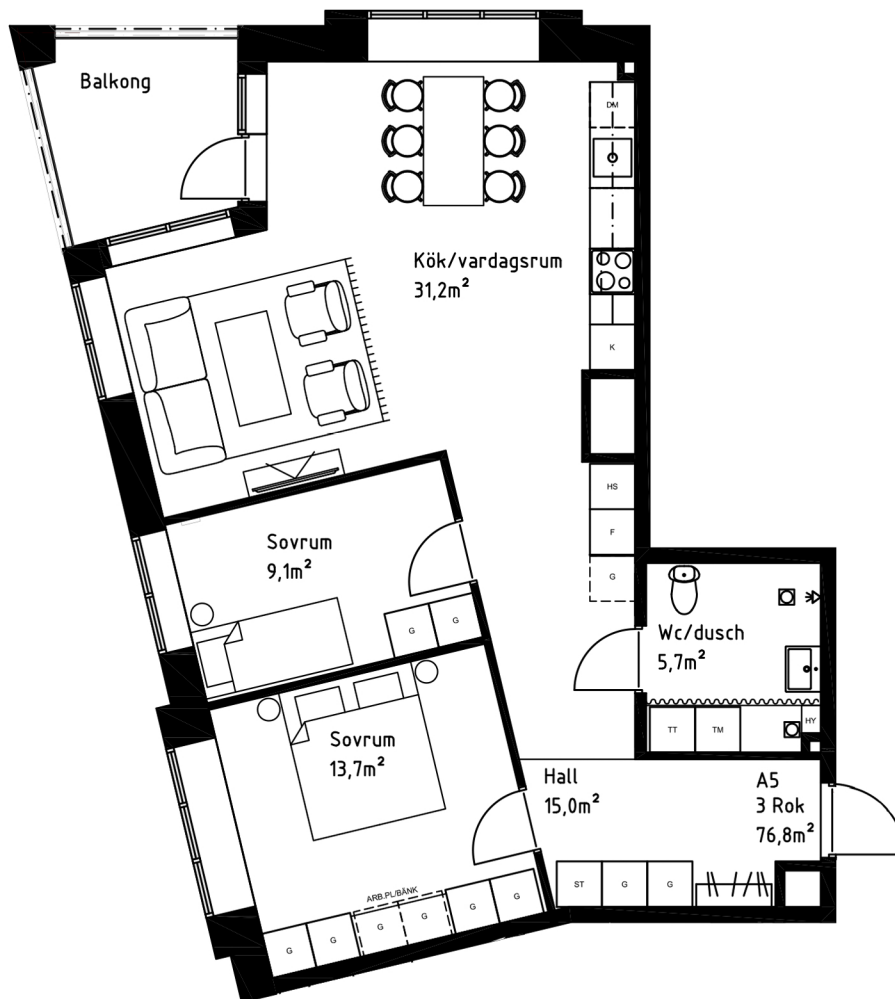 Balkong
DM
Kök/vardagsrum
31,2m²
K
HS
F
G
Sovrum
9,1m²
G G
Wc/dusch
5,7m²
TT TM HY
Sovrum
13,7m²
Hall
15,0m²
A5
3 Rok
76,8m²
ST G G
ARB.PL/BÄNK
G G G G G G